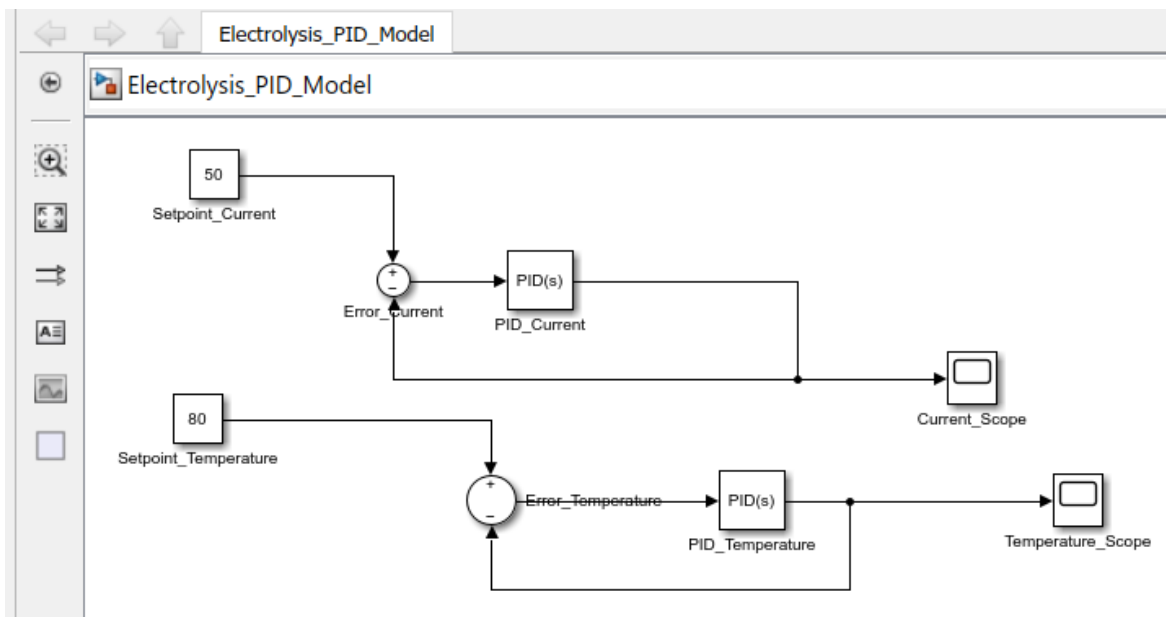 Electrolysis_PID_Model
Electrolysis_PID_Model
50
Setpoint_Current
+
−
Error_Current
PID(s)
PID_Current
Current_Scope
80
Setpoint_Temperature
+
−
Error_Temperature
PID(s)
PID_Temperature
Temperature_Scope
A